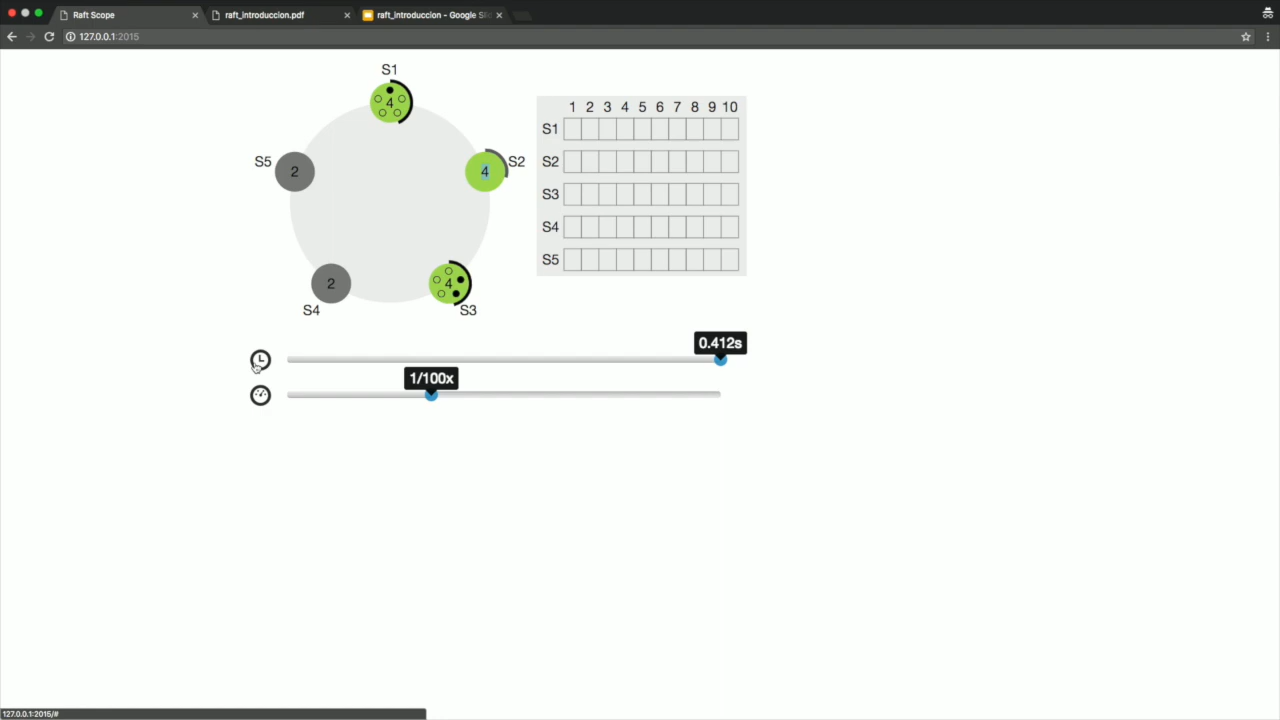 Raft Scope
raft_introduccion.pdf
raft_introduccion - Google Sli
127.0.0.1:2015
S1
4
S5
2
4
S2
2
S4
4
S3
1 2 3 4 5 6 7 8 9 10
S1
S2
S3
S4
S5
0.412s
1/100x
127.0.0.1:2015/#